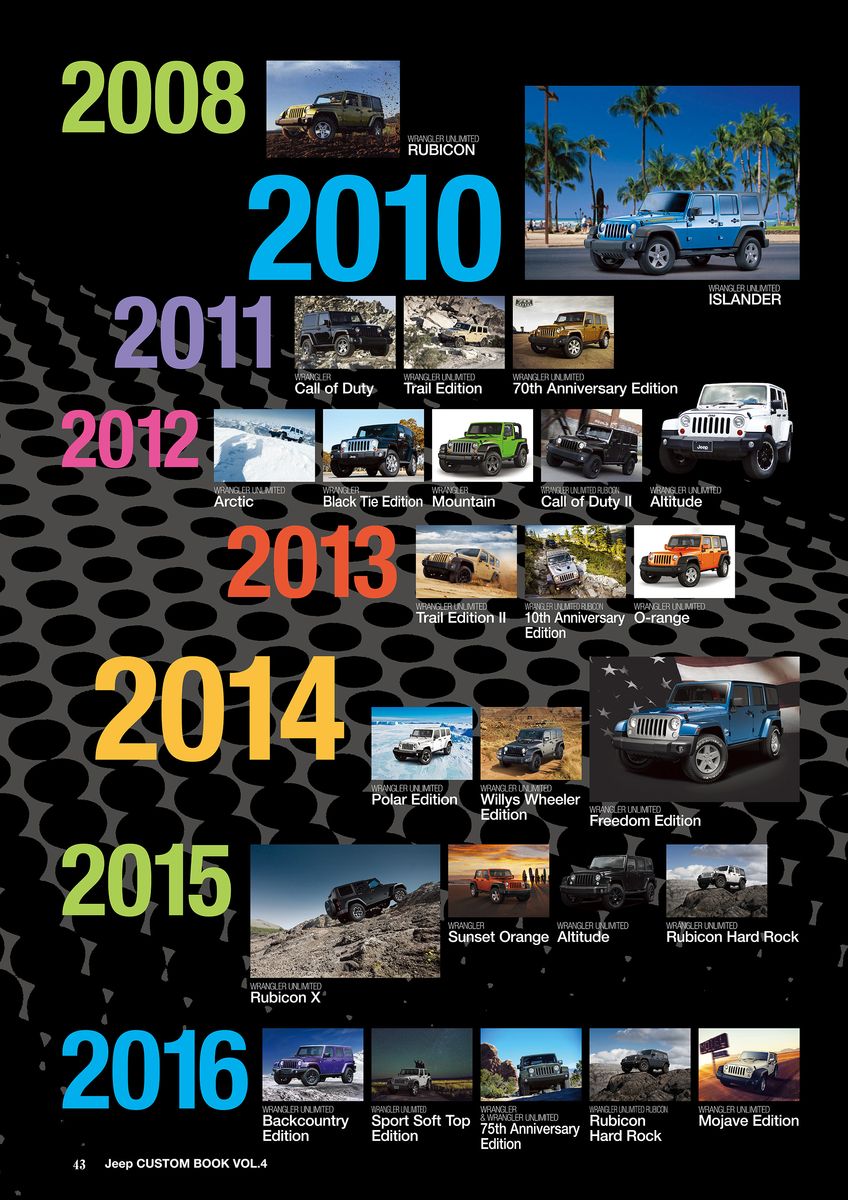 2008
WRANGLER UNLIMITED
RUBICON
2010
WRANGLER UNLIMITED
ISLANDER
2011
WRANGLER
Call of Duty
WRANGLER UNLIMITED
Trail Edition
WRANGLER UNLIMITED
70th Anniversary Edition
2012
WRANGLER UNLIMITED
Arctic
WRANGLER
Black Tie Edition
WRANGLER
Mountain
WRANGLER UNLIMITED RUBICON
Call of Duty II
Jeep
WRANGLER UNLIMITED
Altitude
2013
WRANGLER UNLIMITED
Trail Edition II
WRANGLER UNLIMITED RUBICON
10th Anniversary
Edition
WRANGLER UNLIMITED
O-range
2014
WRANGLER UNLIMITED
Polar Edition
WRANGLER UNLIMITED
Willys Wheeler
Edition
WRANGLER UNLIMITED
Freedom Edition
2015
WRANGLER UNLIMITED
Rubicon X
WRANGLER
Sunset Orange
WRANGLER UNLIMITED
Altitude
WRANGLER UNLIMITED
Rubicon Hard Rock
2016
WRANGLER UNLIMITED
Backcountry
Edition
WRANGLER UNLIMITED
Sport Soft Top
Edition
WRANGLER
& WRANGLER UNLIMITED
75th Anniversary
Edition
WRANGLER UNLIMITED RUBICON
Rubicon
Hard Rock
WRANGLER UNLIMITED
Mojave Edition
43 Jeep CUSTOM BOOK VOL.4